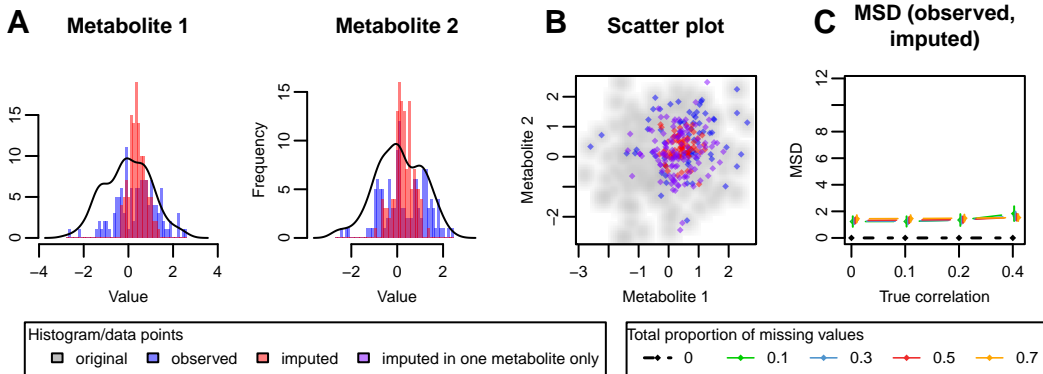 A
Metabolite 1
Metabolite 2
B
Scatter plot
C
MSD (observed,
imputed)
0 5 10 15
−4 −2 0 2 4
Value
Frequency
0 5 10 15
−2 0 2
Value
Metabolite 2
−2 0 1 2
−3 −1 0 1 2
Metabolite 1
MSD
0 2 4 6 8 12
0 0.1 0.2 0.4
True correlation
Histogram/data points
original observed imputed imputed in one metabolite only
Total proportion of missing values
0 0.1 0.3 0.5 0.7